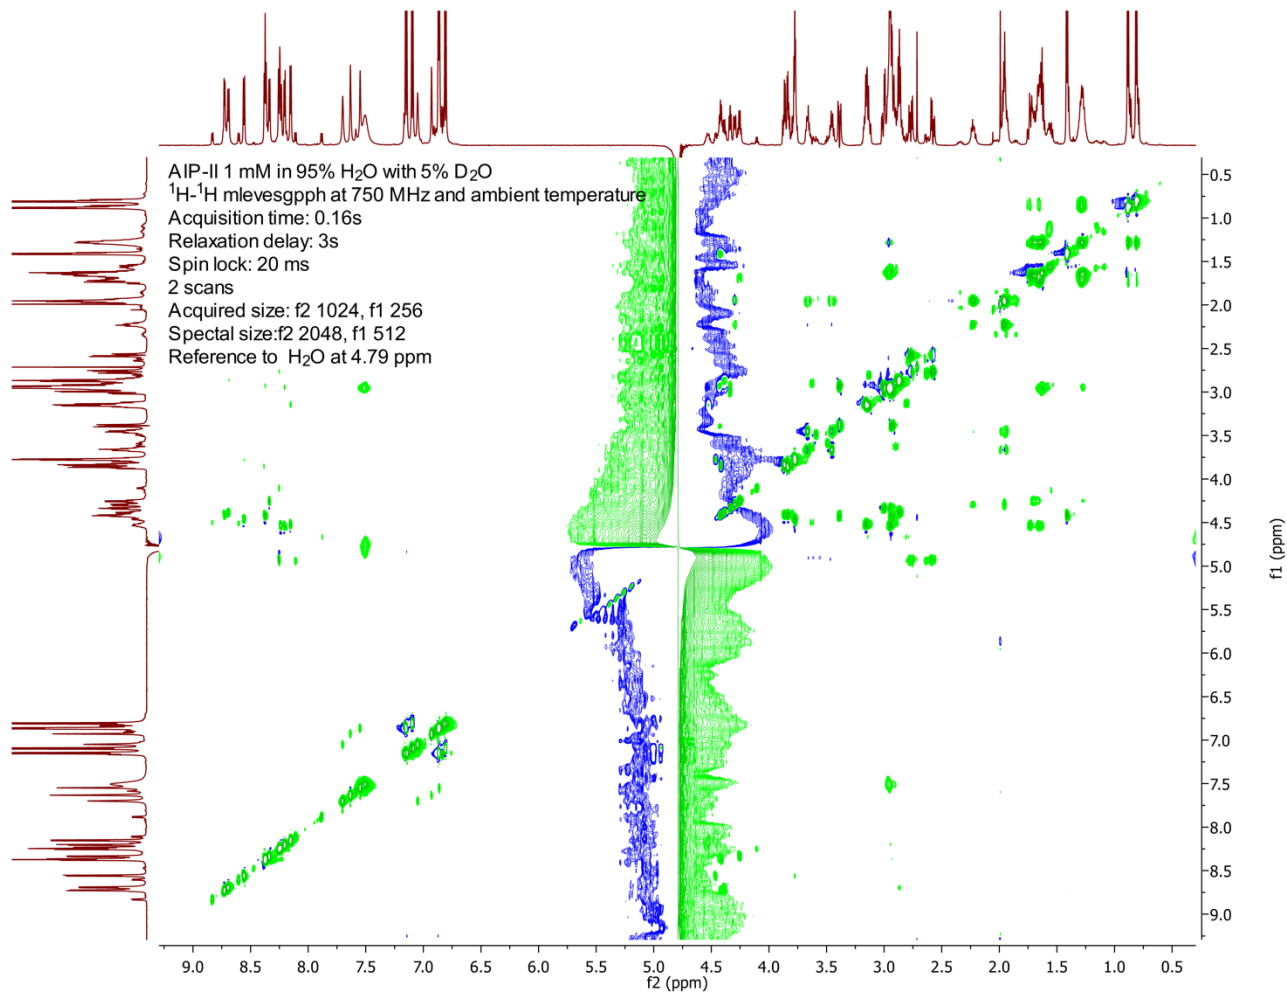 AIP-II 1 mM in 95% H₂O with 5% D₂O
¹H-¹H mlevesgpph at 750 MHz and ambient temperature
Acquisition time: 0.16s
Relaxation delay: 3s
Spin lock: 20 ms
2 scans
Acquired size: f2 1024, f1 256
Spectal size:f2 2048, f1 512
Reference to H₂O at 4.79 ppm
0.5
1.0
1.5
2.0
2.5
3.0
3.5
4.0
4.5
5.0
5.5
6.0
6.5
7.0
7.5
8.0
8.5
9.0
f1 (ppm)
9.0 8.5 8.0 7.5 7.0 6.5 6.0 5.5 5.0 4.5 4.0 3.5 3.0 2.5 2.0 1.5 1.0 0.5
f2 (ppm)